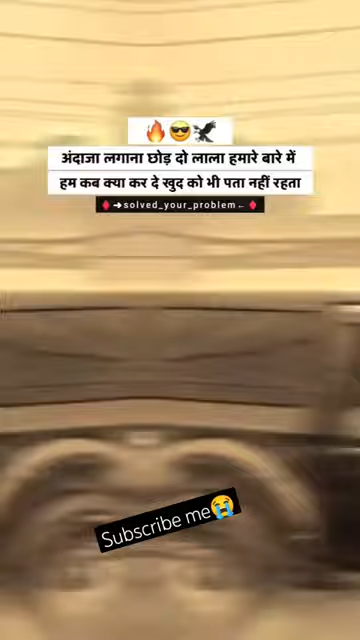 🔥😎🦅
अंदाजा लगाना छोड़ दो लाला हमारे बारे में
हम कब क्या कर दे खुद को भी पता नहीं रहता
♦️➜solved_your_problem←♦️
Subscribe me😭